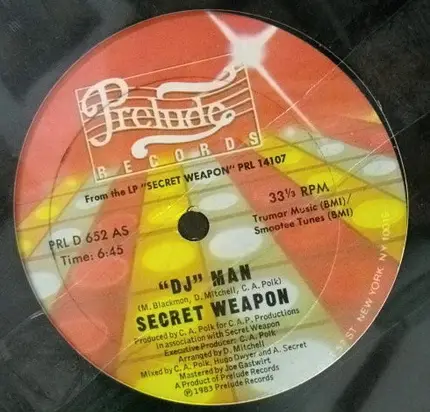 Prelude
RECORDS
From the LP "SECRET WEAPON" PRL 14107
33⅓ RPM
PRL D 652 AS
Time: 6:45
Trumar Music (BMI)/
Smootee Tunes (BMI)
"DJ" MAN
(M. Blackmon, D. Mitchell, C. A. Polk)
SECRET WEAPON
Produced by C. A. Polk for C.A.P. Productions
in association with Secret Weapon
Executive Producer: C. A. Polk
Arranged by D. Mitchell
Mixed by C. A. Polk, Hugo Dwyer and A. Secret
Mastered by Joe Gastwirt
A Product of Prelude Records
Ⓟ 1983 Prelude Records
ST. NEW YORK, NY 10019